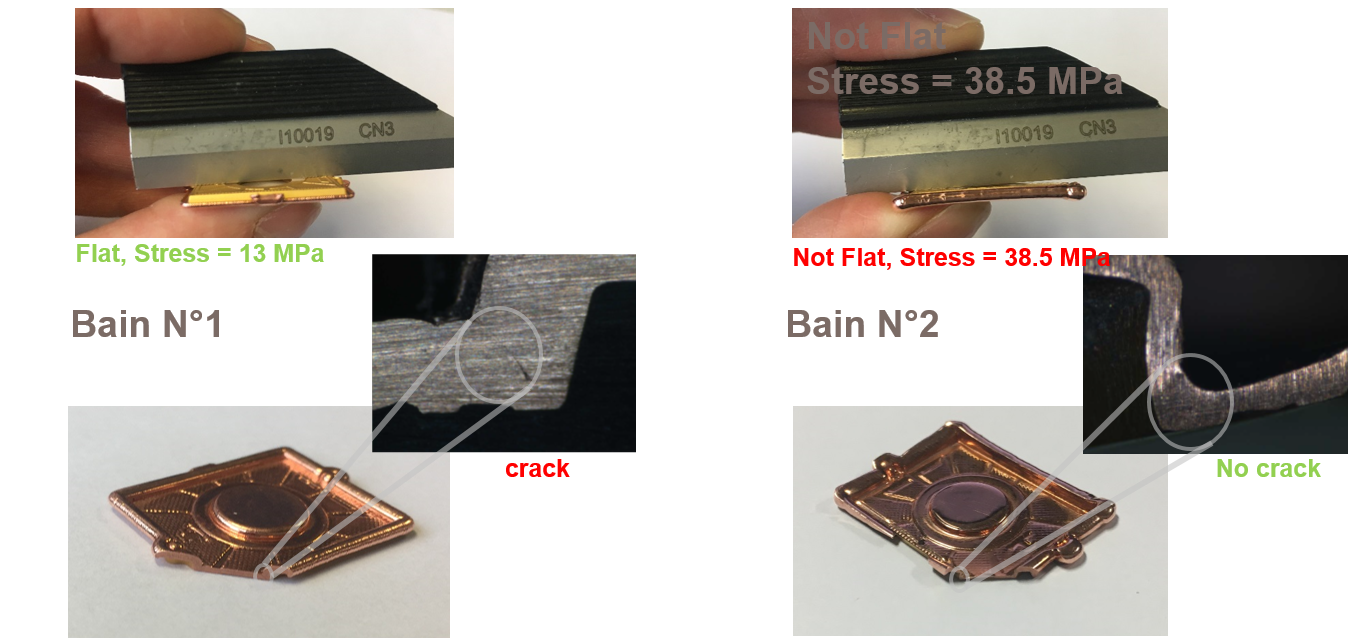 Not Flat
Stress = 38.5 MPa
I10019 CN3
I10019 CN3
Flat, Stress = 13 MPa
Not Flat, Stress = 38.5 MPa
Bain N°1
Bain N°2
crack
No crack